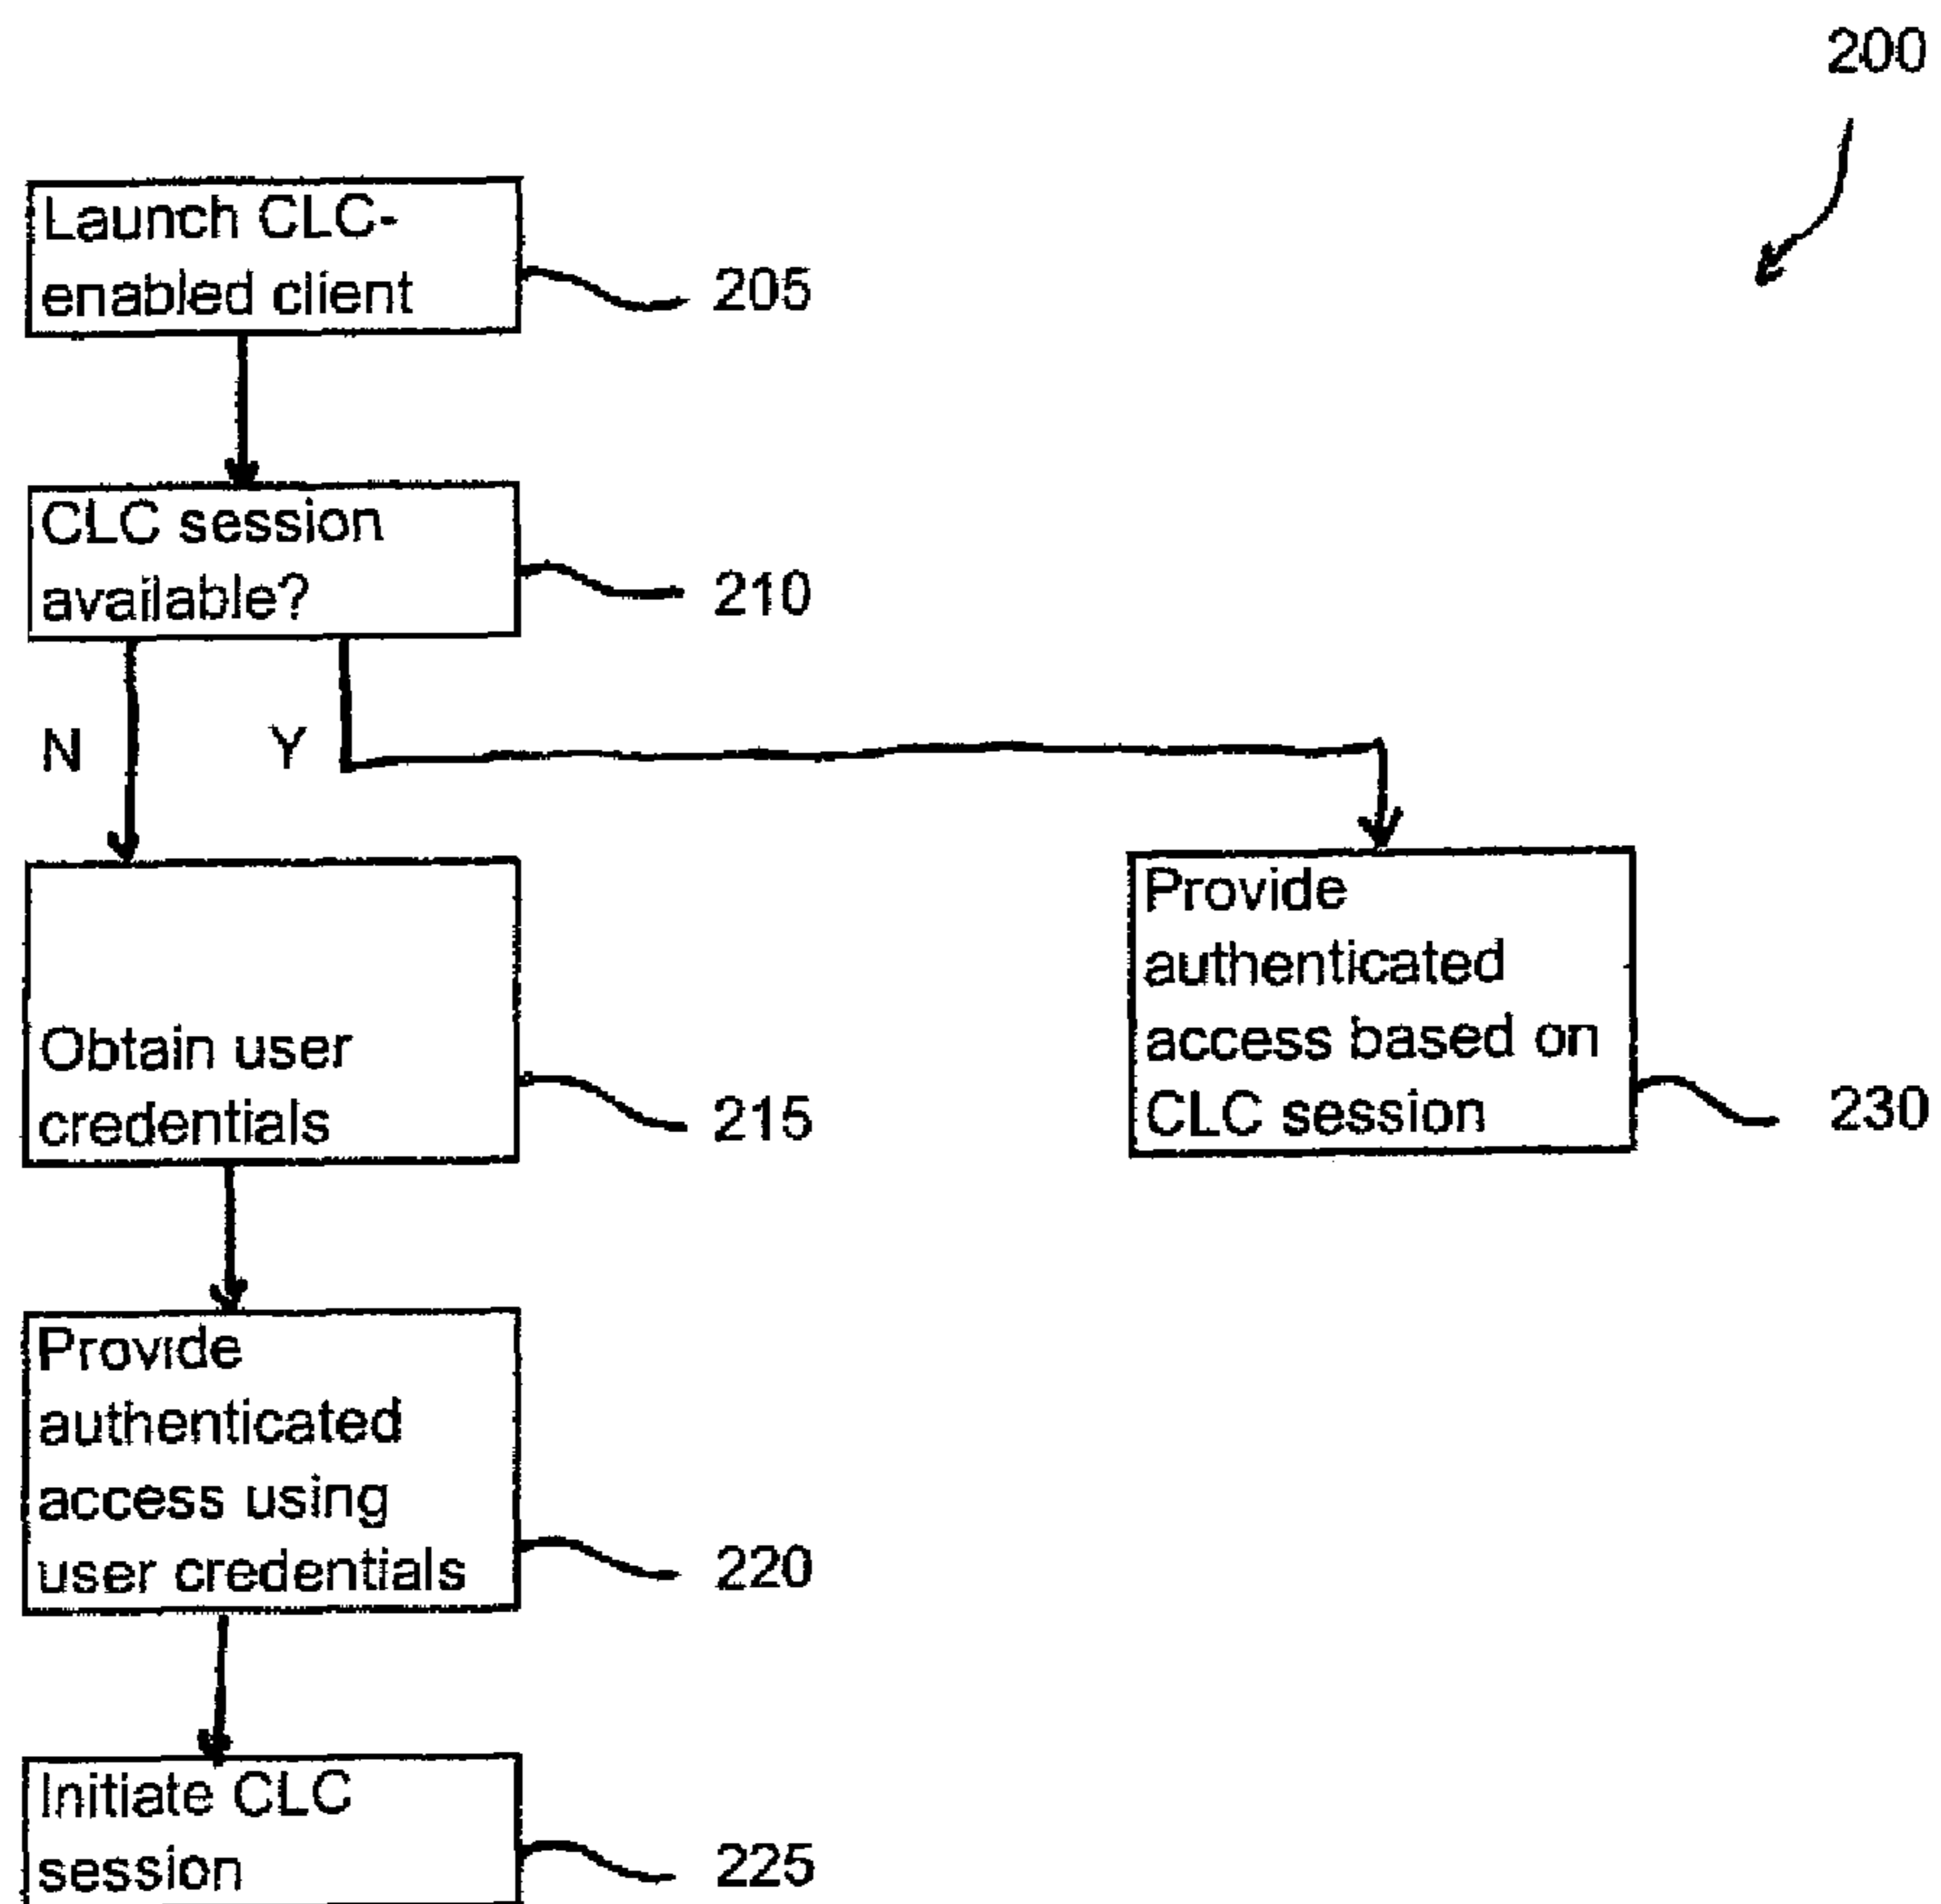 200
Launch CLC-
enabled client
205
CLC session
available?
210
N
Y
Obtain user
credentials
215
Provide
authenticated
access based on
CLC session
230
Provide
authenticated
access using
user credentials
220
Initiate CLC
session
225